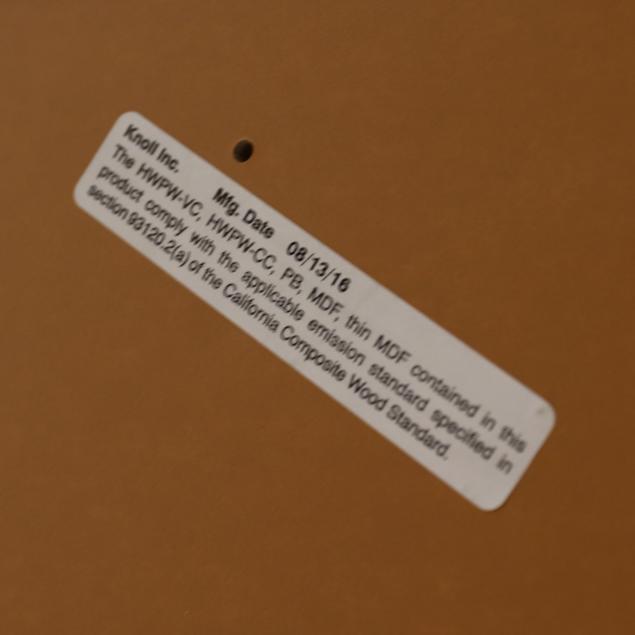 Knoll Inc. Mfg. Date 08/13/16
The HWPW-VC, HWPW-CC, PB, MDF, thin MDF contained in this
product comply with the applicable emission standard specified in
section 93120.2(a) of the California Composite Wood Standard.